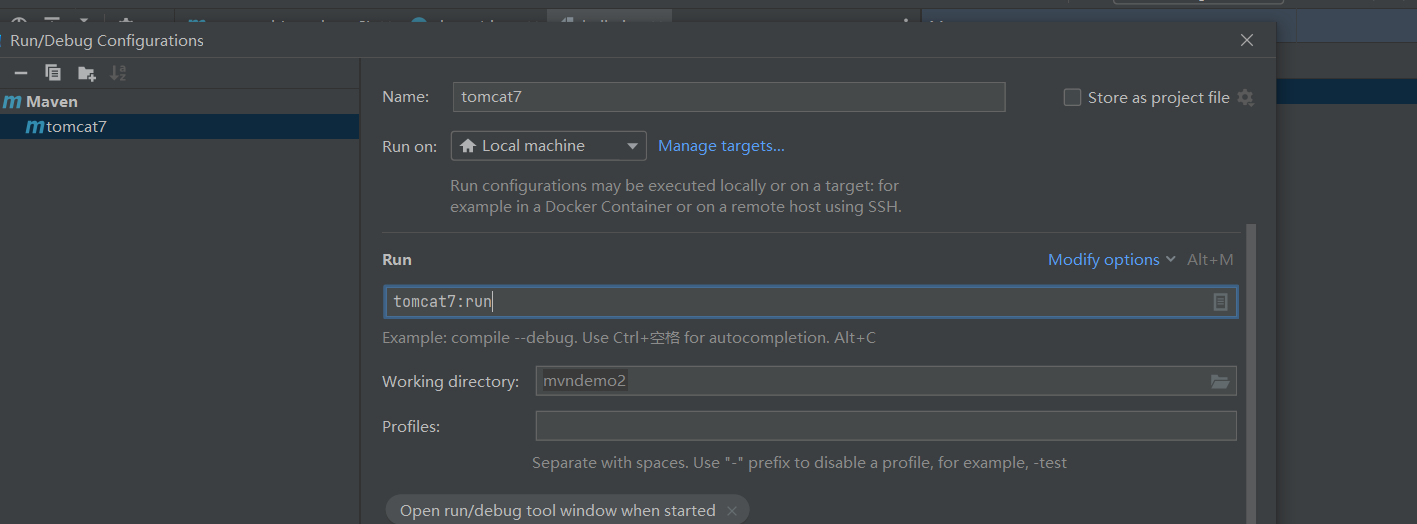 Run/Debug Configurations
Maven
tomcat7
Name:
tomcat7
Store as project file
Run on:
Local machine
Manage targets...
Run configurations may be executed locally or on a target: for
example in a Docker Container or on a remote host using SSH.
Run
Modify options
Alt+M
tomcat7:run
Example: compile --debug. Use Ctrl+空格 for autocompletion. Alt+C
Working directory:
mvndemo2
Profiles:
Separate with spaces. Use "-" prefix to disable a profile, for example, -test
Open run/debug tool window when started